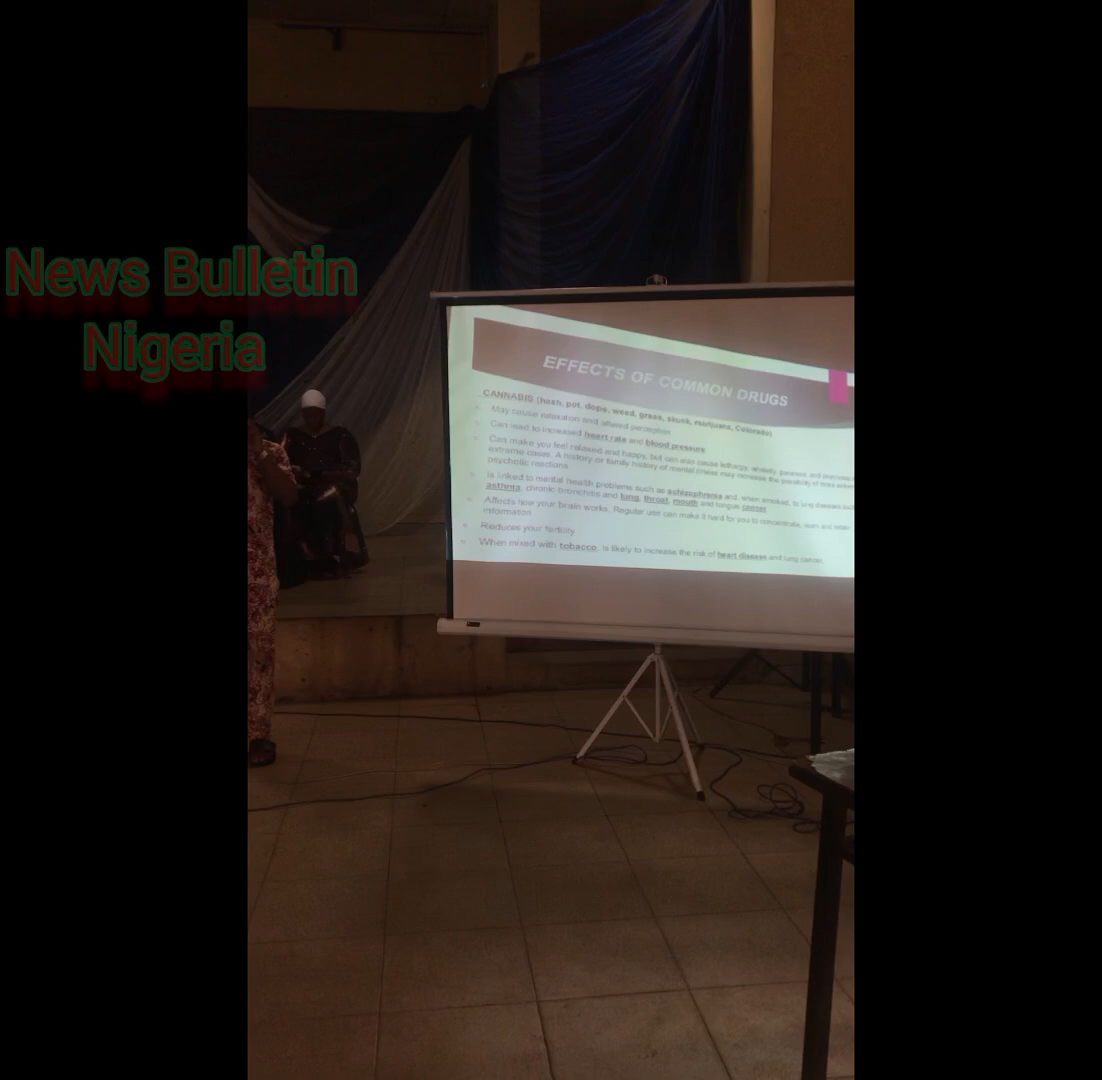 News Bulletin
Nigeria
EFFECTS OF COMMON DRUGS
CANNABIS (hash, pot, dope, weed, grass, skunk, marijuana, Colorado)
May cause relaxation and altered perception
Can lead to increased heart rate and blood pressure
Can make you feel relaxed and happy, but can also cause lethargy, anxiety, paranoia and
extreme cases. A history or family history of mental illness may increase the possibility of more
psychotic reactions
Is linked to mental health problems such as schizophrenia and, when smoked, to lung diseases
asthma, chronic bronchitis and lung, throat, mouth and tongue cancer
Affects how your brain works. Regular use can make it hard for you to concentrate, learn and retain
information
Reduces your fertility
When mixed with tobacco, is likely to increase the risk of heart disease and lung cancer.